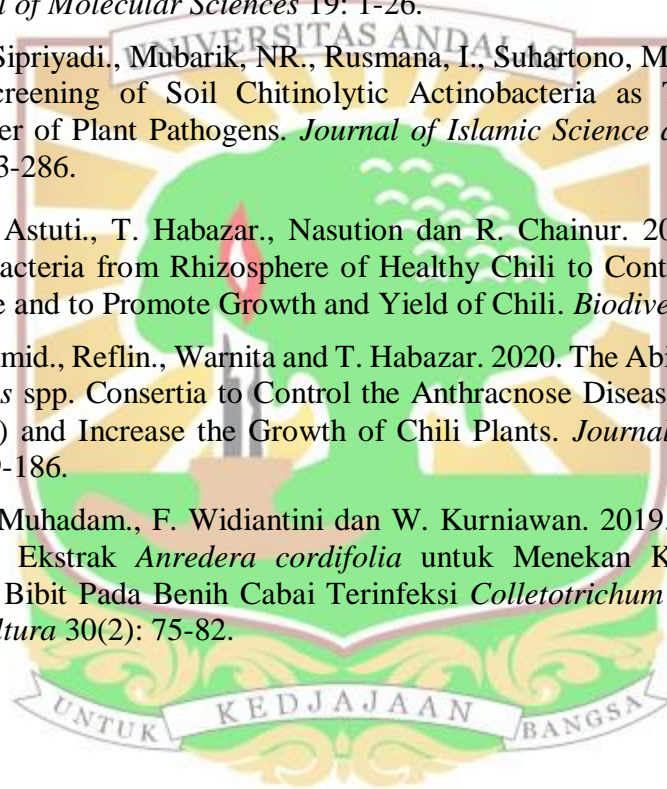 l of Molecular Sciences 19: 1-26.
UNIVERSITAS ANDALAS
Sipriyadi., Mubarik, NR., Rusmana, I., Suhartono, M
creening of Soil Chitinolytic Actinobacteria as T
er of Plant Pathogens. Journal of Islamic Science a
3-286.
Astuti., T. Habazar., Nasution dan R. Chainur. 20
acteria from Rhizosphere of Healthy Chili to Cont
e and to Promote Growth and Yield of Chili. Biodive
mid., Reflin., Warnita and T. Habazar. 2020. The Abi
s spp. Consertia to Control the Anthracnose Diseas
) and Increase the Growth of Chili Plants. Journal
-186.
Muhadam., F. Widiantini dan W. Kurniawan. 2019.
Ekstrak Anredera cordifolia untuk Menekan K
Bibit Pada Benih Cabai Terinfeksi Colletotrichum
ltura 30(2): 75-82.
UNTUK KEDJAJAAN BANGSA